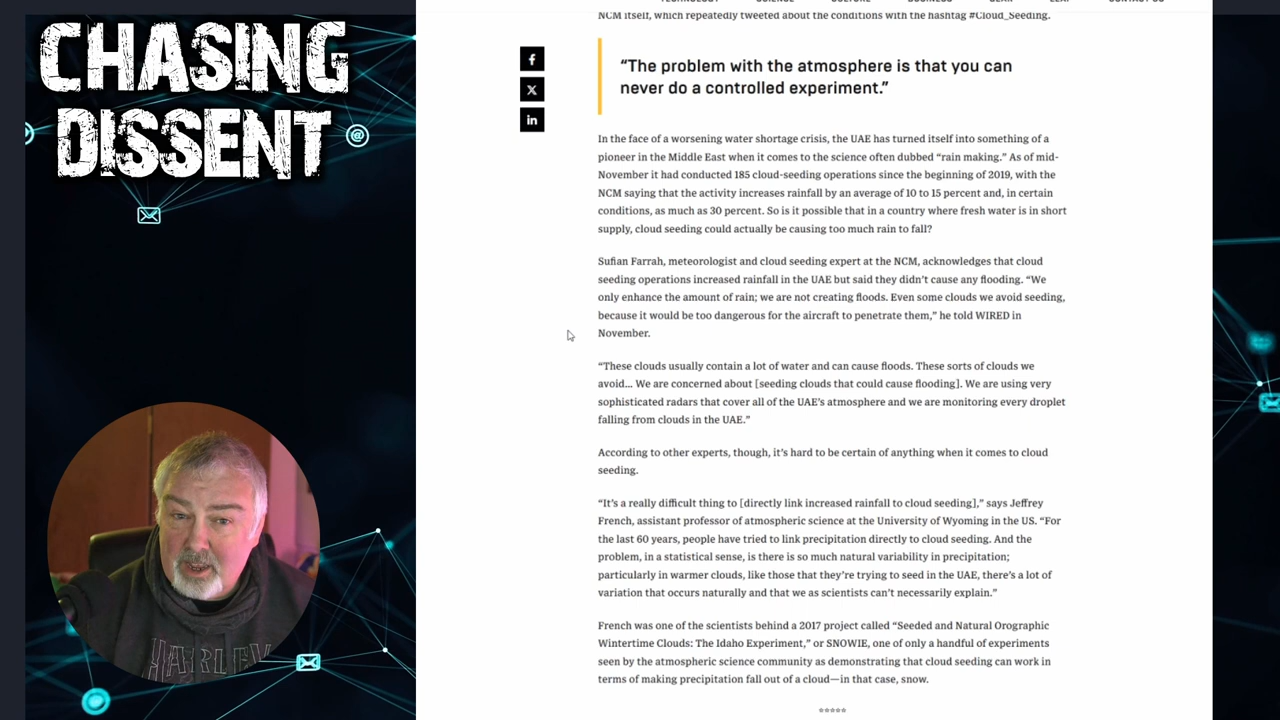 TECHNOLOGY SCIENCE CULTURE BUSINESS GEAR LEAP CONTACT US
NCM itself, which repeatedly tweeted about the conditions with the hashtag #Cloud_Seeding.
CHASING
DISSENT
“The problem with the atmosphere is that you can
never do a controlled experiment.”
In the face of a worsening water shortage crisis, the UAE has turned itself into something of a
pioneer in the Middle East when it comes to the science often dubbed “rain making.” As of mid-
November it had conducted 185 cloud-seeding operations since the beginning of 2019, with the
NCM saying that the activity increases rainfall by an average of 10 to 15 percent and, in certain
conditions, as much as 30 percent. So is it possible that in a country where fresh water is in short
supply, cloud seeding could actually be causing too much rain to fall?
Sufian Farrah, meteorologist and cloud seeding expert at the NCM, acknowledges that cloud
seeding operations increased rainfall in the UAE but said they didn’t cause any flooding. “We
only enhance the amount of rain; we are not creating floods. Even some clouds we avoid seeding,
because it would be too dangerous for the aircraft to penetrate them,” he told WIRED in
November.
“These clouds usually contain a lot of water and can cause floods. These sorts of clouds we
avoid... We are concerned about [seeding clouds that could cause flooding]. We are using very
sophisticated radars that cover all of the UAE’s atmosphere and we are monitoring every droplet
falling from clouds in the UAE.”
According to other experts, though, it’s hard to be certain of anything when it comes to cloud
seeding.
“It’s a really difficult thing to [directly link increased rainfall to cloud seeding],” says Jeffrey
French, assistant professor of atmospheric science at the University of Wyoming in the US. “For
the last 60 years, people have tried to link precipitation directly to cloud seeding. And the
problem, in a statistical sense, is there is so much natural variability in precipitation;
particularly in warmer clouds, like those that they’re trying to seed in the UAE, there’s a lot of
variation that occurs naturally and that we as scientists can’t necessarily explain.”
French was one of the scientists behind a 2017 project called “Seeded and Natural Orographic
Wintertime Clouds: The Idaho Experiment,” or SNOWIE, one of only a handful of experiments
seen by the atmospheric science community as demonstrating that cloud seeding can work in
terms of making precipitation fall out of a cloud—in that case, snow.
HARLEY